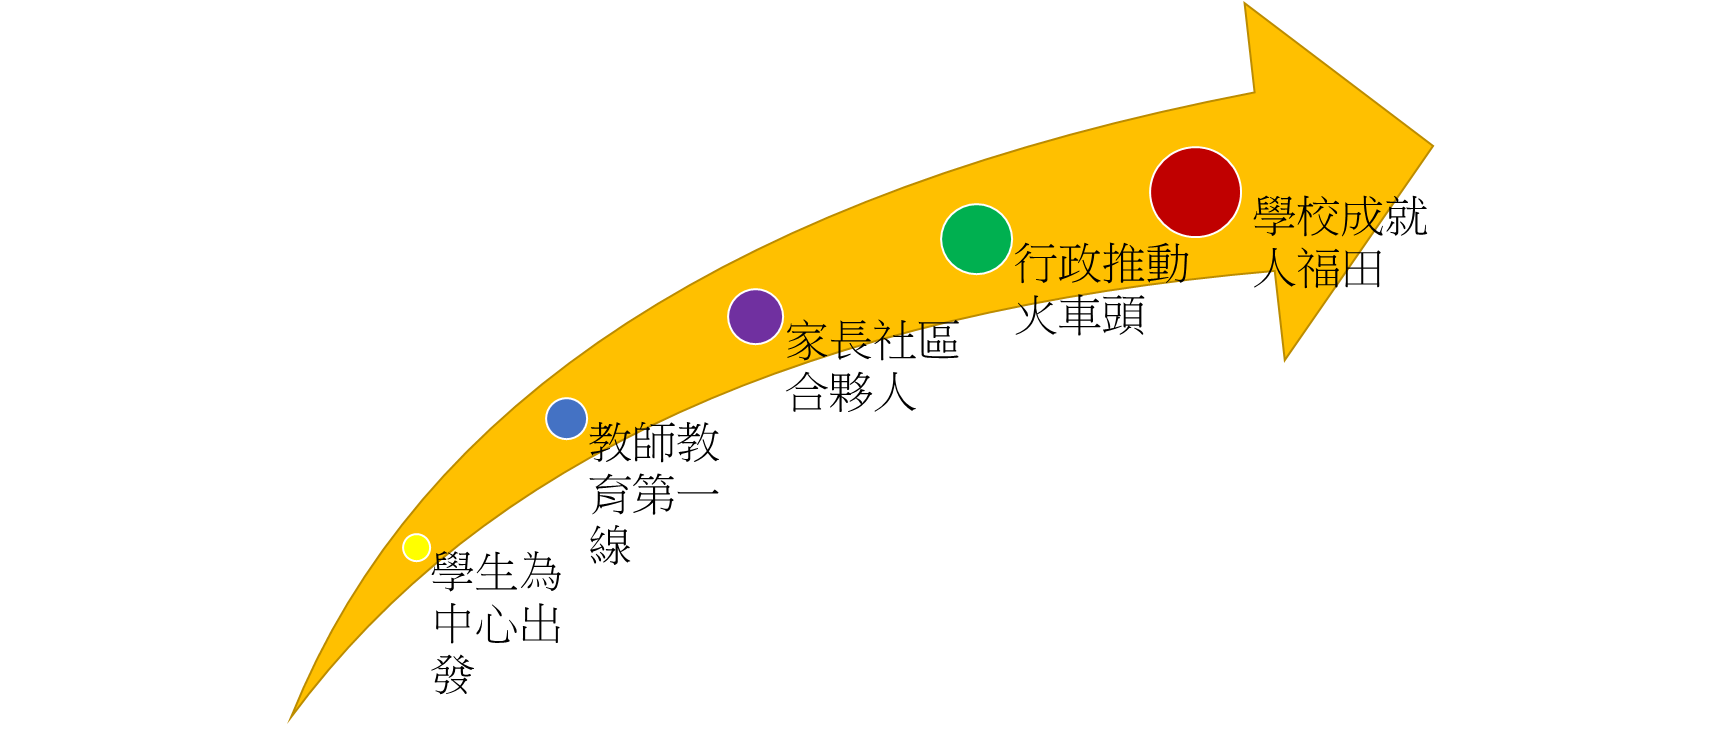 學生為
中心出
發
教師教
育第一
線
家長社區
合夥人
行政推動
火車頭
學校成就
人福田